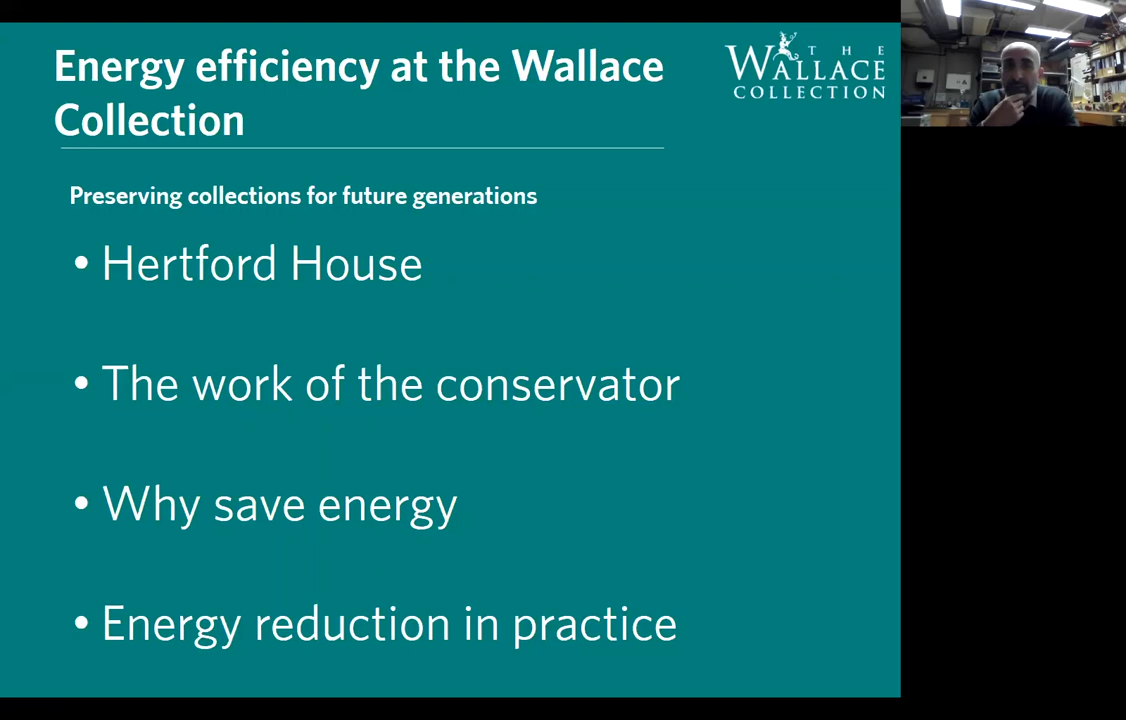 Energy efficiency at the Wallace
Collection
THE
WALLACE
COLLECTION
Preserving collections for future generations
• Hertford House
• The work of the conservator
• Why save energy
• Energy reduction in practice